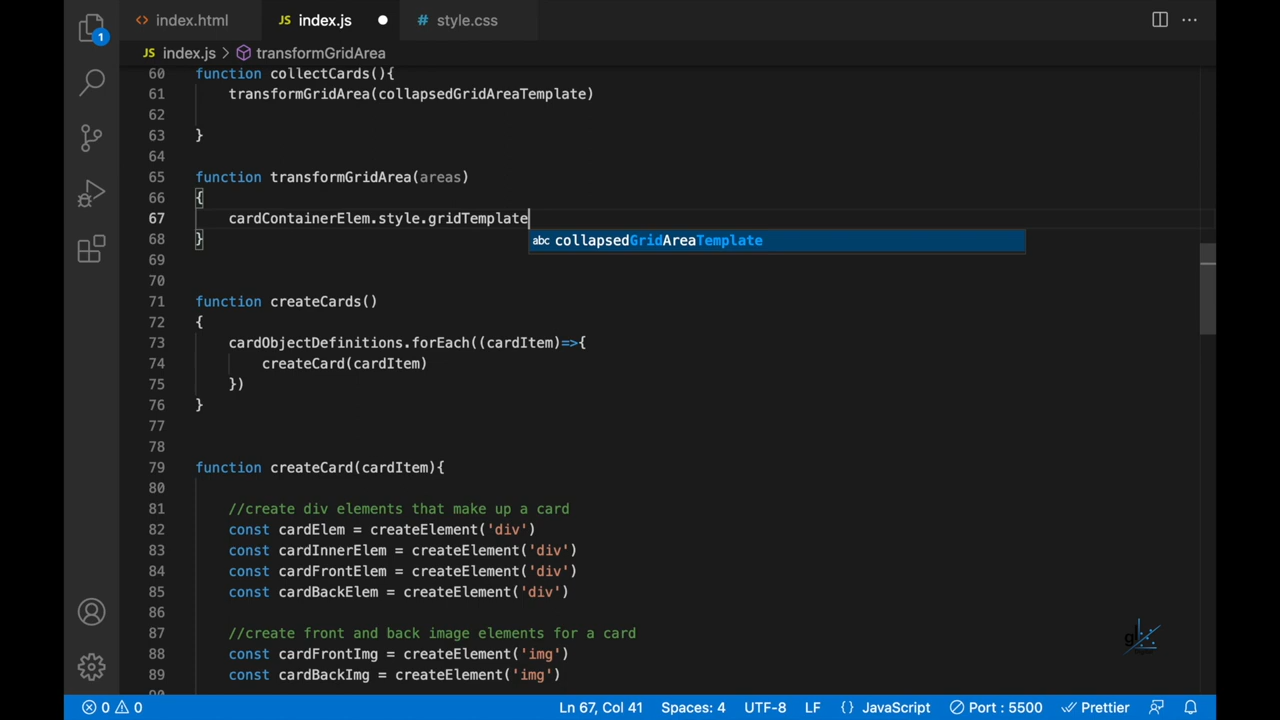 index.html JS index.js # style.css
JS index.js > transformGridArea
1
60 function collectCards(){
61 transformGridArea(collapsedGridAreaTemplate)
62
63 }
64
65 function transformGridArea(areas)
66 {
67 cardContainerElem.style.gridTemplate
68 }
abc collapsedGridAreaTemplate
69
70
71 function createCards()
72 {
73 cardObjectDefinitions.forEach((cardItem)=>{
74 createCard(cardItem)
75 })
76 }
77
78
79 function createCard(cardItem){
80
81 //create div elements that make up a card
82 const cardElem = createElement('div')
83 const cardInnerElem = createElement('div')
84 const cardFrontElem = createElement('div')
85 const cardBackElem = createElement('div')
86
87 //create front and back image elements for a card
88 const cardFrontImg = createElement('img')
89 const cardBackImg = createElement('img')
0 0 Ln 67, Col 41 Spaces: 4 UTF-8 LF {} JavaScript Port : 5500 Prettier